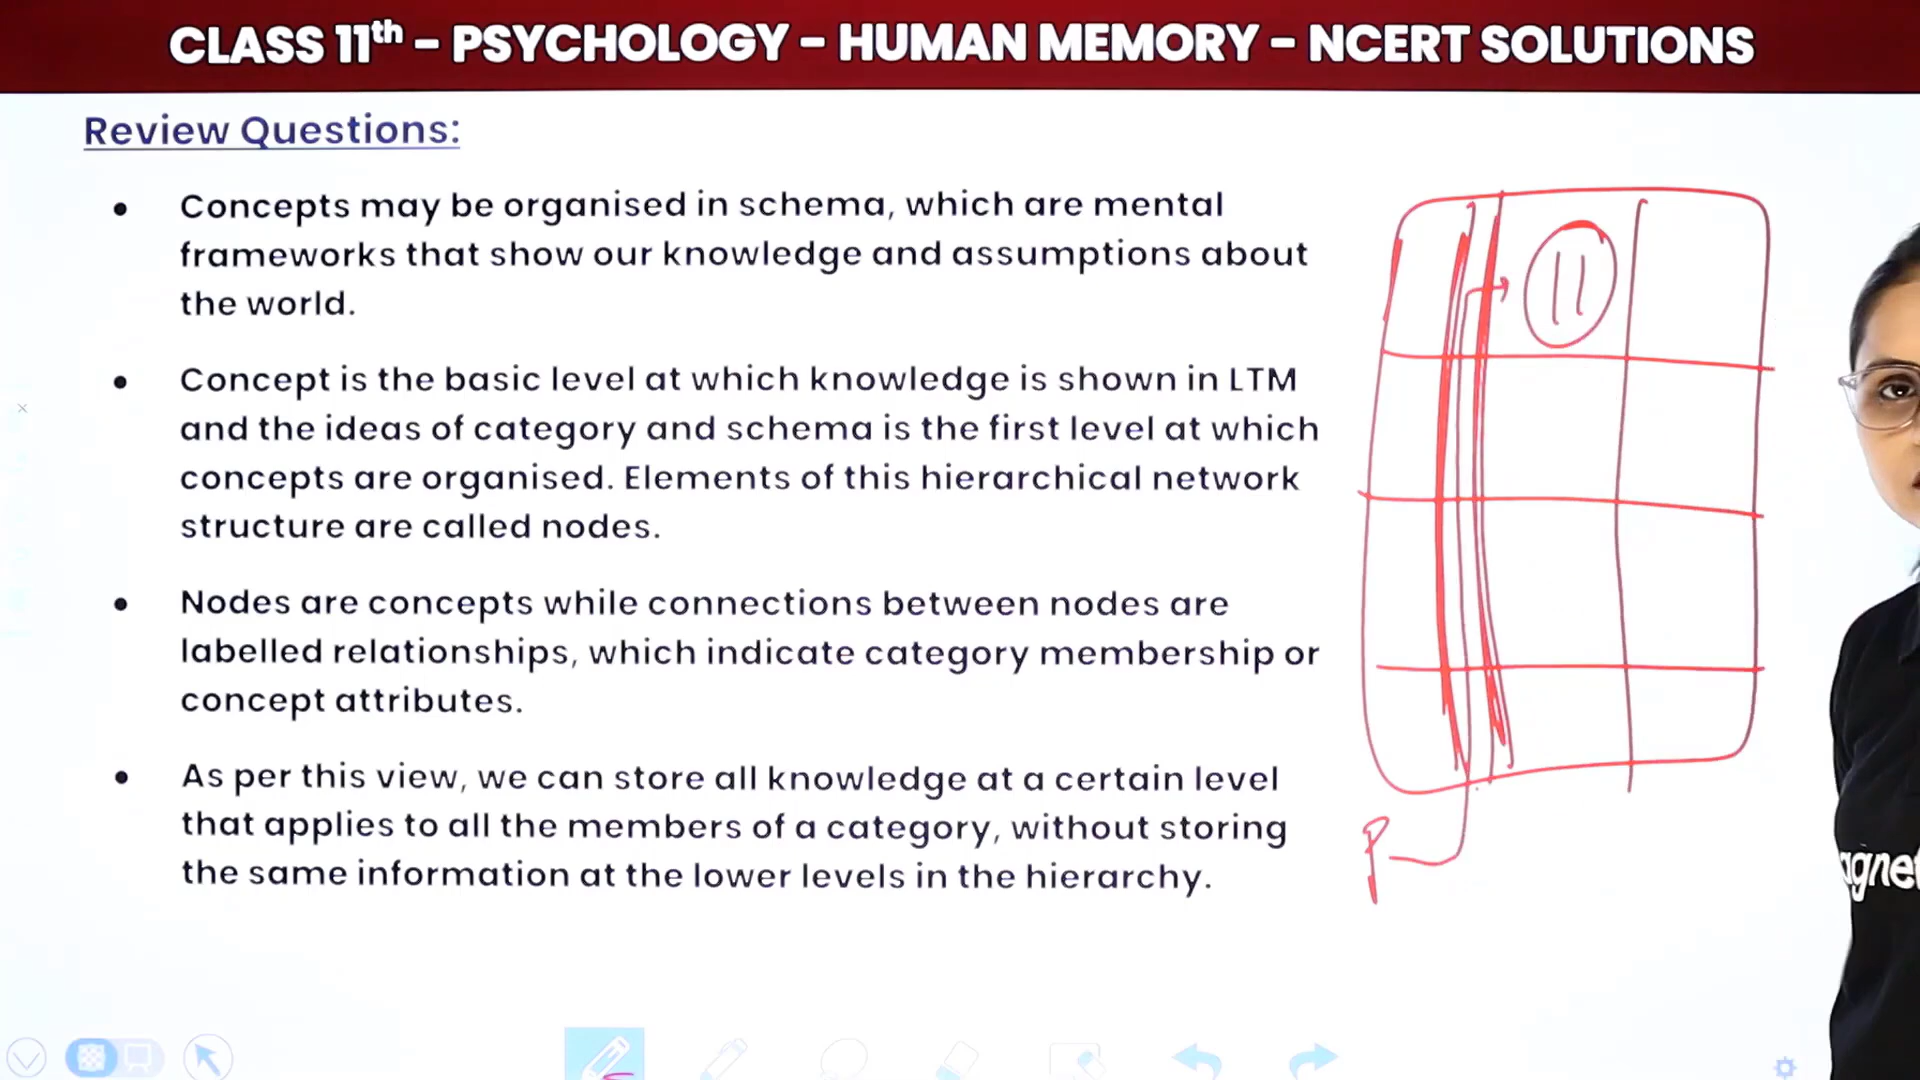 CLASS 11th – PSYCHOLOGY – HUMAN MEMORY – NCERT SOLUTIONS
Review Questions:
• Concepts may be organised in schema, which are mental
frameworks that show our knowledge and assumptions about
the world.
• Concept is the basic level at which knowledge is shown in LTM
and the ideas of category and schema is the first level at which
concepts are organised. Elements of this hierarchical network
structure are called nodes.
• Nodes are concepts while connections between nodes are
labelled relationships, which indicate category membership or
concept attributes.
• As per this view, we can store all knowledge at a certain level
that applies to all the members of a category, without storing
the same information at the lower levels in the hierarchy.
11
P